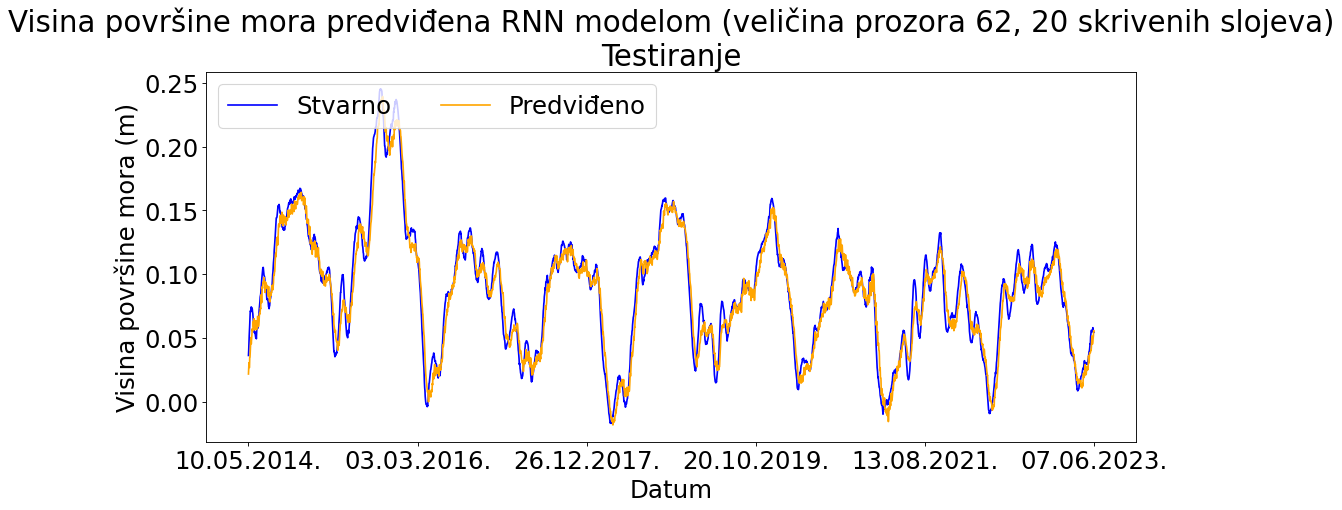 Visina površine mora predviđena RNN modelom (veličina prozora 62, 20 skrivenih slojeva)
Testiranje
Stvarno Predviđeno
Visina površine mora (m)
0.25
0.20
0.15
0.10
0.05
0.00
10.05.2014. 03.03.2016. 26.12.2017. 20.10.2019. 13.08.2021. 07.06.2023.
Datum